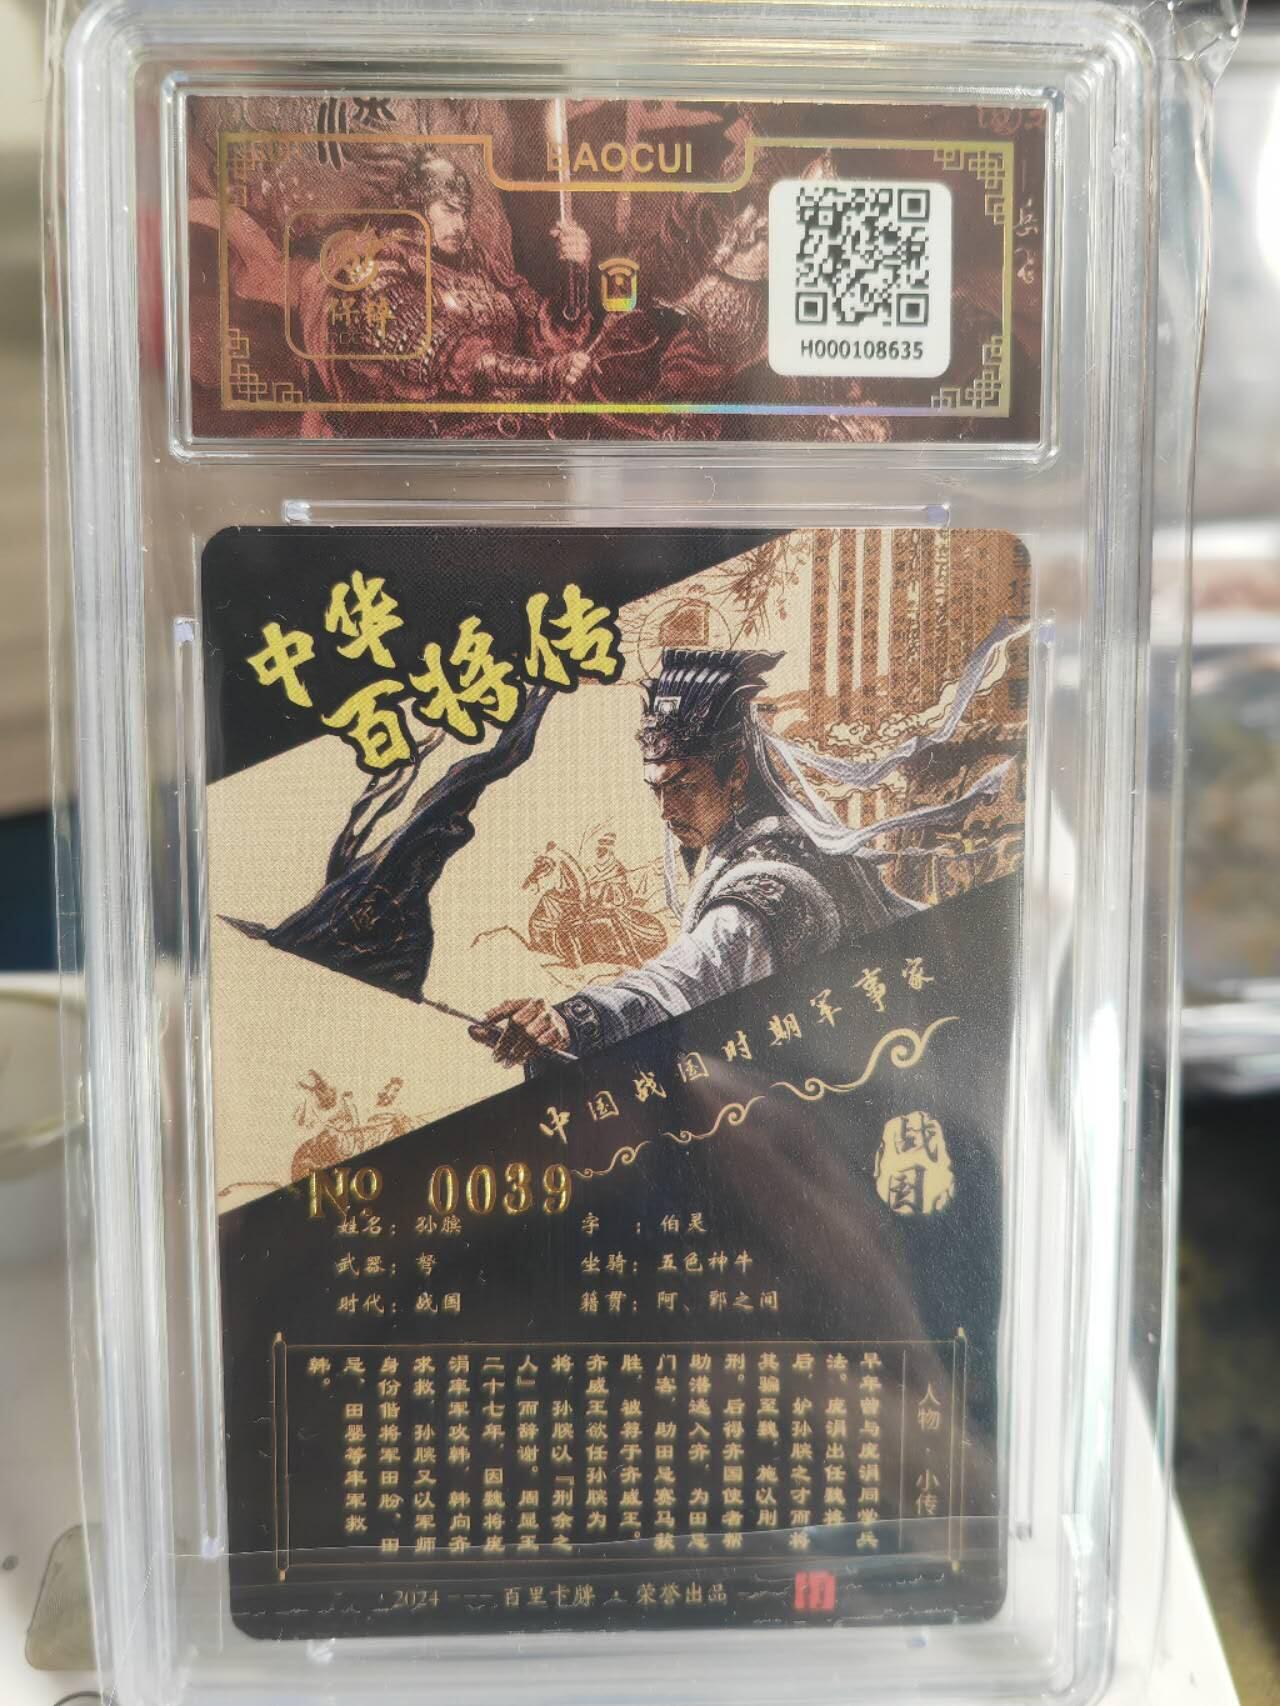 BAOCUI
保粹
H000108635
中华百将传
中国战国时期军事家
战国
No 0039
姓名：孙膑 字：伯灵
武器：弩 坐骑：五色神牛
时代：战国 籍贯：阿、鄄之间
人物·小传
早年曾与庞涓同学兵
法。庞涓出任魏将
后，妒孙膑之才而将
其骗至魏，施以刖
刑。后得齐国使者帮
助潜逃入齐，为田忌
门客，助田忌赛马获
胜，被荐于齐威王。
齐威王欲任孙膑为
将，孙膑以『刑余之
人』而辞谢。周显王
二十七年，因魏将庞
涓率军攻韩，韩向齐
求救，孙膑又以军师
身份偕将军田朌、田
忌、田婴等率军救
韩。
2024 --- 百里卡牌 · 荣誉出品